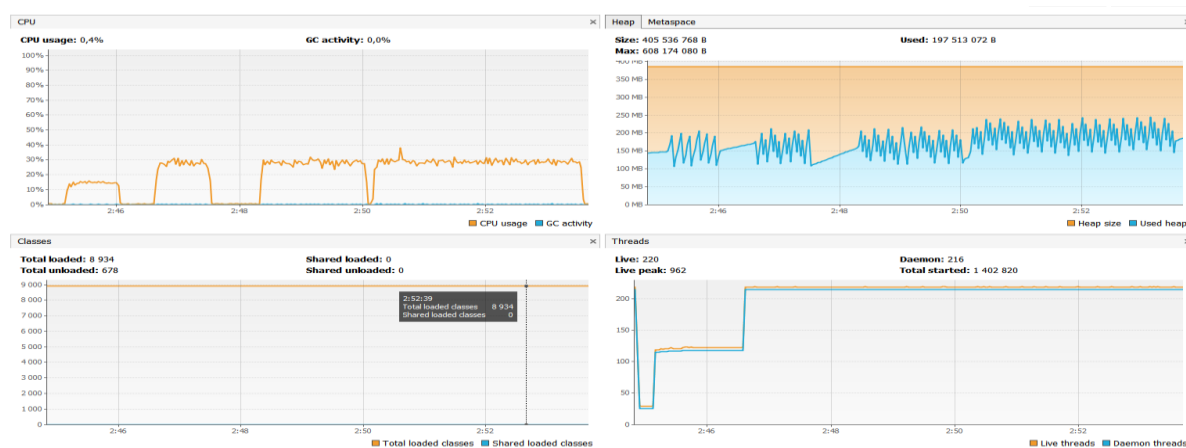 CPU
CPU usage: 0,4% GC activity: 0,0%
100%
90%
80%
70%
60%
50%
40%
30%
20%
10%
0%
2:46 2:48 2:50 2:52
CPU usage GC activity
Heap Metaspace
Size: 405 536 768 B Used: 197 513 072 B
Max: 608 174 080 B
400 MB
350 MB
300 MB
250 MB
200 MB
150 MB
100 MB
50 MB
0 MB
2:46 2:48 2:50 2:52
Heap size Used heap
Classes
Total loaded: 8 934 Shared loaded: 0
Total unloaded: 678 Shared unloaded: 0
9 000
8 000
7 000
6 000
5 000
4 000
3 000
2 000
1 000
0
2:52:39
Total loaded classes 8 934
Shared loaded classes 0
2:46 2:48 2:50 2:52
Total loaded classes Shared loaded classes
Threads
Live: 220 Daemon: 216
Live peak: 962 Total started: 1 402 820
200
150
100
50
0
2:46 2:48 2:50 2:52
Live threads Daemon threads